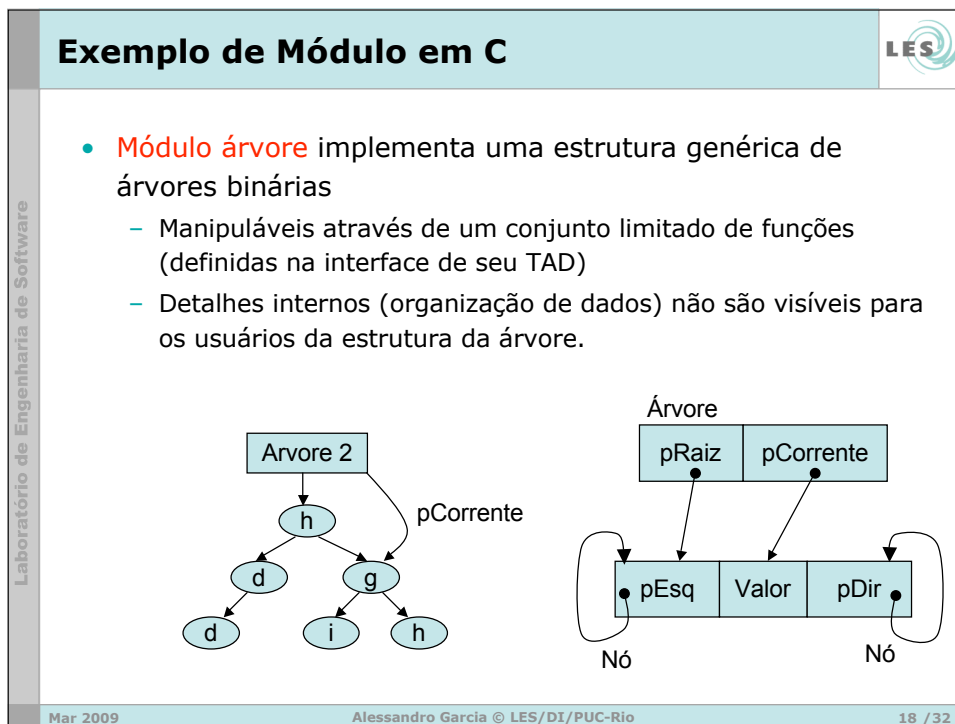 Exemplo de Módulo em C
LES
Laboratório de Engenharia de Software
• Módulo árvore implementa uma estrutura genérica de
árvores binárias
– Manipuláveis através de um conjunto limitado de funções
(definidas na interface de seu TAD)
– Detalhes internos (organização de dados) não são visíveis para
os usuários da estrutura da árvore.
Arvore 2
pCorrente
h
d
g
d
i
h
Árvore
pRaiz
pCorrente
pEsq
Valor
pDir
Nó
Nó
Mar 2009
Alessandro Garcia © LES/DI/PUC-Rio
18 /32